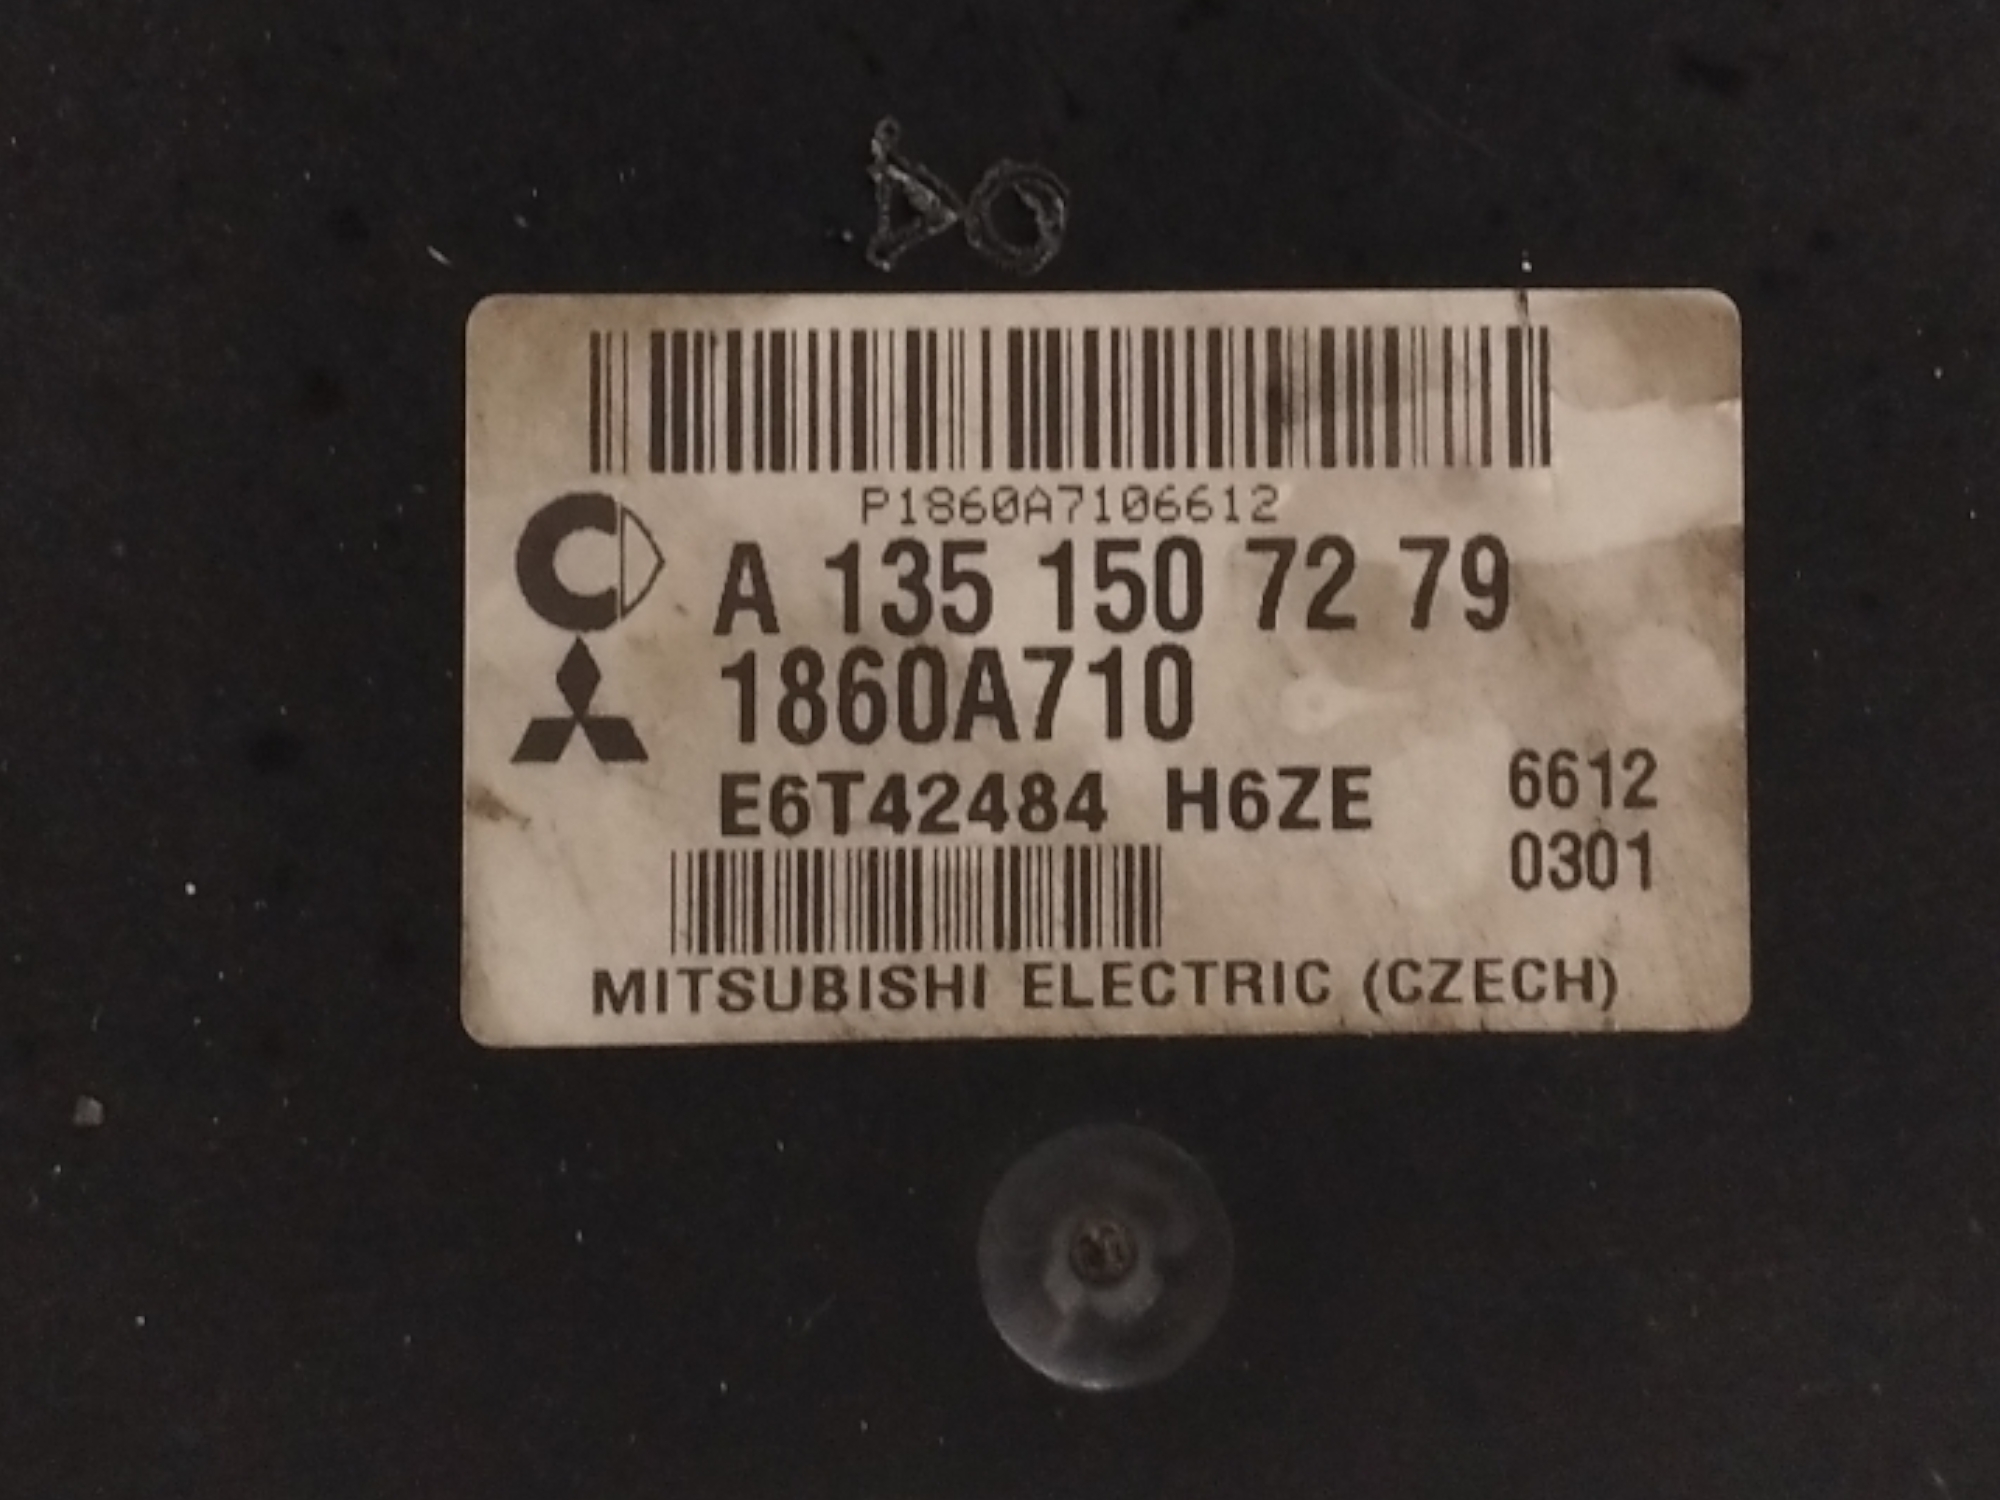 P1860A7106612
A 135 150 72 79
1860A710
E6T42484 H6ZE
6612
0301
MITSUBISHI ELECTRIC (CZECH)